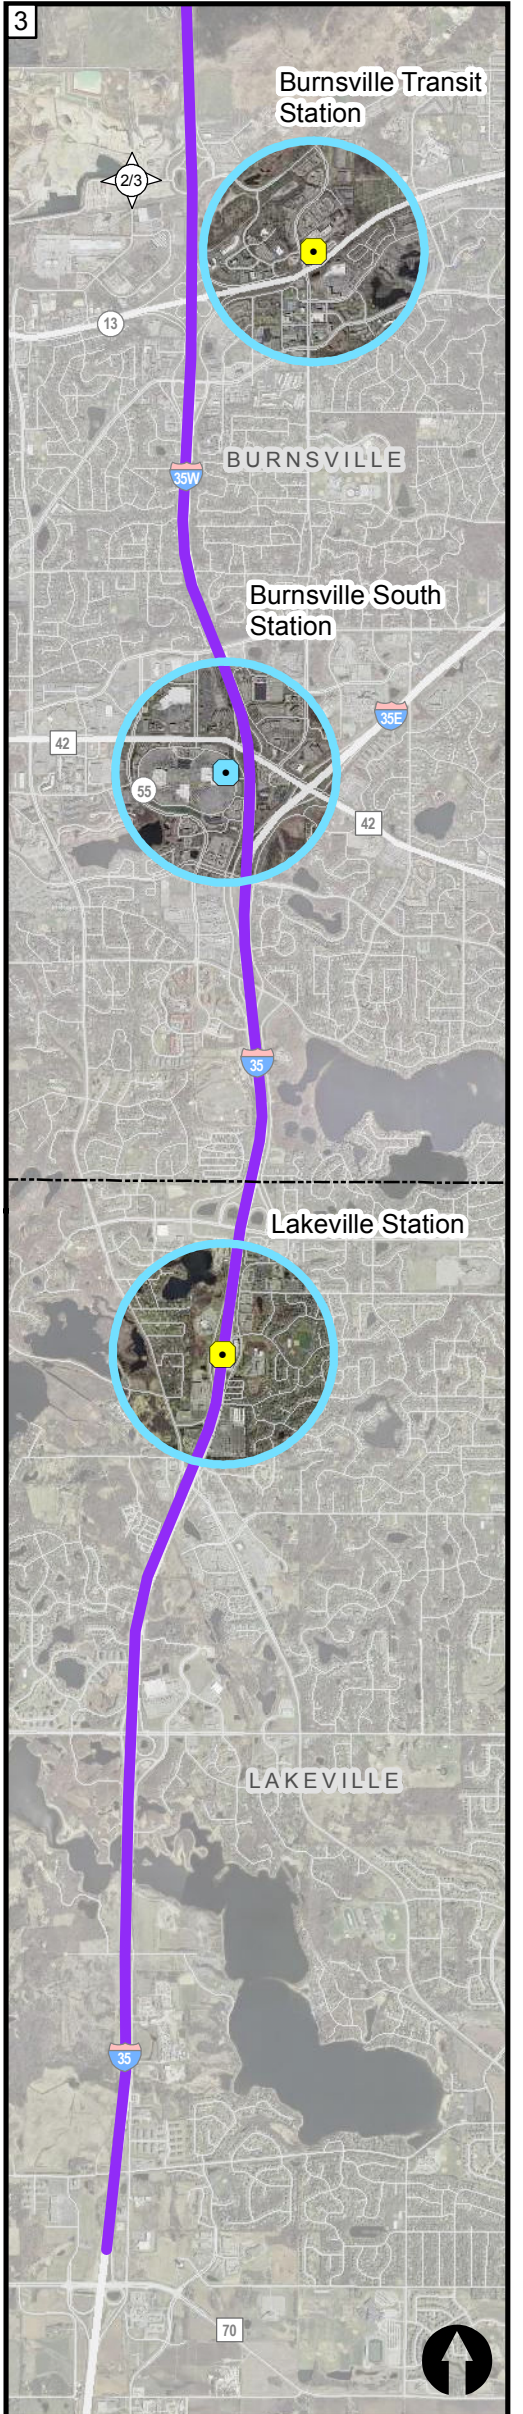 3
Burnsville Transit
Station
2/3
13
BURNSVILLE
35W
Burnsville South
Station
35E
42
55
42
35
Lakeville Station
LAKEVILLE
35
70